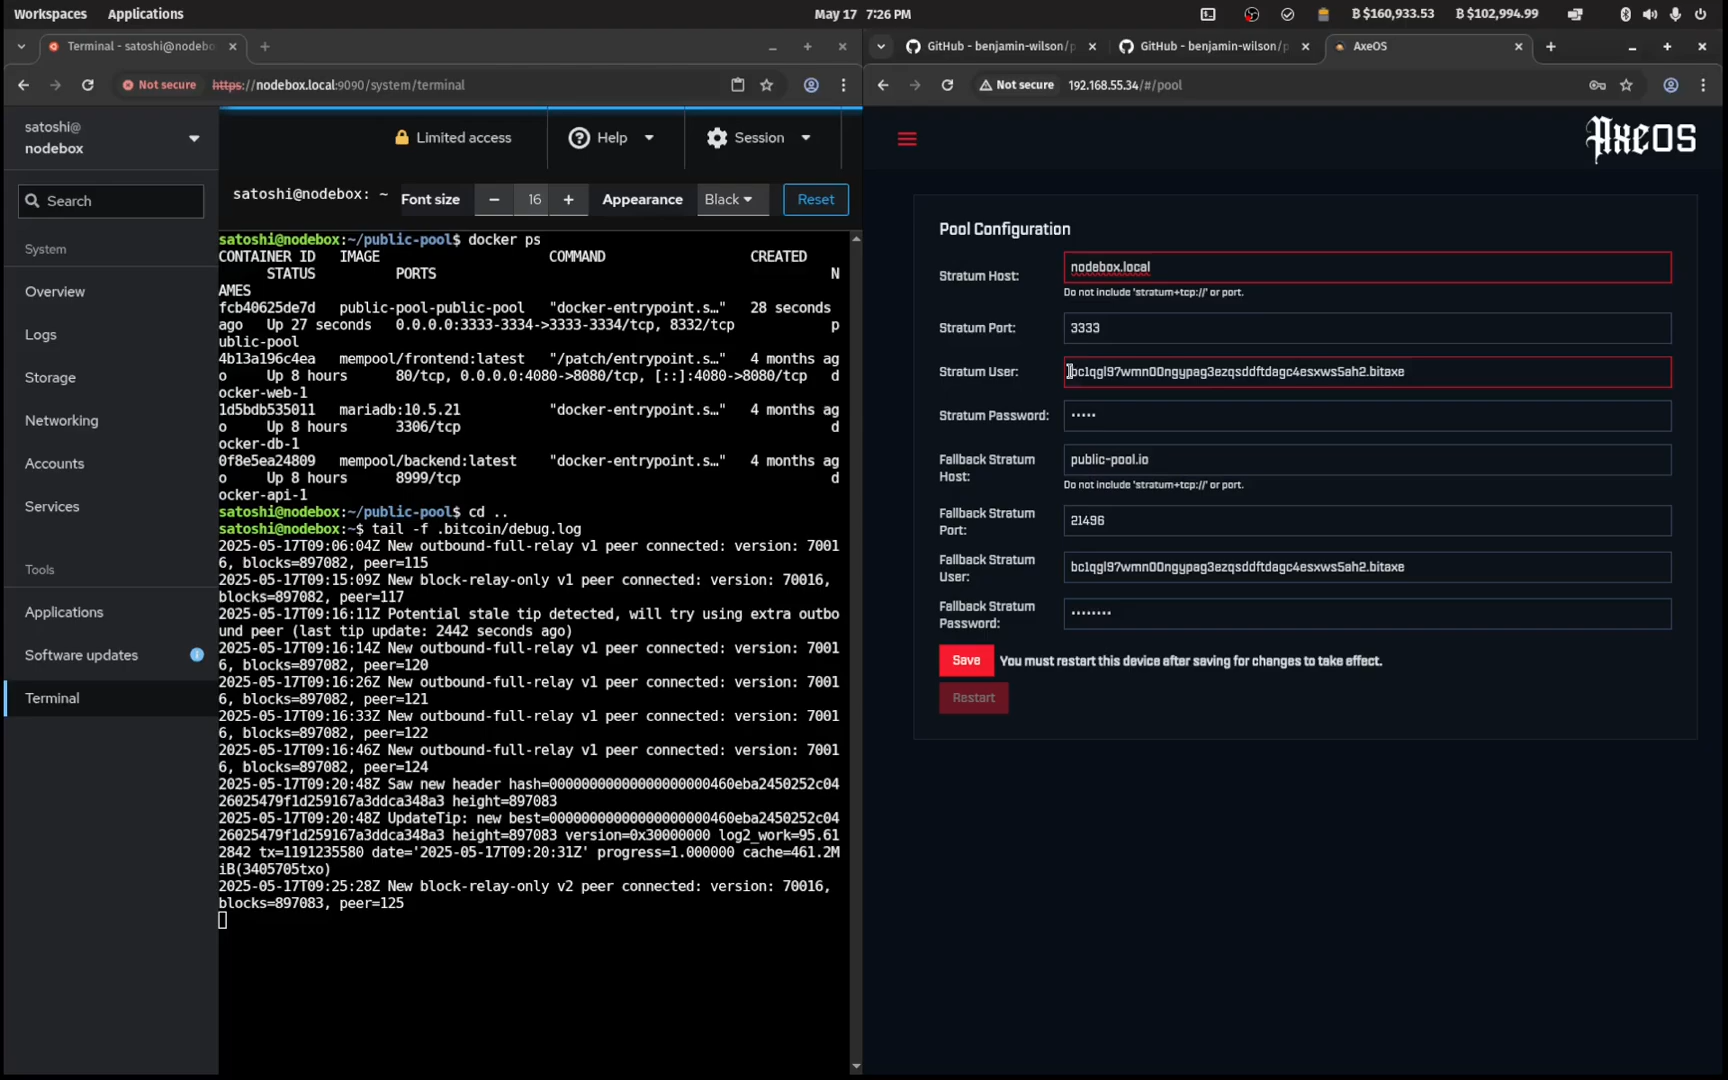 Workspaces Applications May 17 7:26 PM ₿ $160,933.53 ₿ $102,994.99
Terminal - satoshi@nodebo
https://nodebox.local:9090/system/terminal
Not secure
satoshi@
nodebox
Limited access Help Session
Search
satoshi@nodebox: ~ Font size 16 Appearance Black Reset
System
Overview
Logs
Storage
Networking
Accounts
Services
Tools
Applications
Software updates
Terminal
satoshi@nodebox:~/public-pool$ docker ps
CONTAINER ID   IMAGE                    COMMAND                  CREATED
      STATUS         PORTS                                              N
AMES
fcb40625de7d   public-pool-public-pool   "docker-entrypoint.s…"   28 seconds
ago   Up 27 seconds   0.0.0.0:3333-3334->3333-3334/tcp, 8332/tcp           p
ublic-pool
4b13a196c4ea   mempool/frontend:latest   "/patch/entrypoint.s…"   4 months ag
o     Up 8 hours      80/tcp, 0.0.0.0:4080->8080/tcp, [::]:4080->8080/tcp   d
ocker-web-1
1d5bdb535011   mariadb:10.5.21           "docker-entrypoint.s…"   4 months ag
o     Up 8 hours      3306/tcp                                              d
ocker-db-1
0f8e5ea24809   mempool/backend:latest    "docker-entrypoint.s…"   4 months ag
o     Up 8 hours      8999/tcp                                              d
ocker-api-1
satoshi@nodebox:~/public-pool$ cd ..
satoshi@nodebox:~$ tail -f .bitcoin/debug.log
2025-05-17T09:06:04Z New outbound-full-relay v1 peer connected: version: 7001
6, blocks=897082, peer=115
2025-05-17T09:15:09Z New block-relay-only v1 peer connected: version: 70016,
blocks=897082, peer=117
2025-05-17T09:16:11Z Potential stale tip detected, will try using extra outbo
und peer (last tip update: 2442 seconds ago)
2025-05-17T09:16:14Z New outbound-full-relay v1 peer connected: version: 7001
6, blocks=897082, peer=120
2025-05-17T09:16:26Z New outbound-full-relay v1 peer connected: version: 7001
6, blocks=897082, peer=121
2025-05-17T09:16:33Z New outbound-full-relay v1 peer connected: version: 7001
6, blocks=897082, peer=122
2025-05-17T09:16:46Z New outbound-full-relay v1 peer connected: version: 7001
6, blocks=897082, peer=124
2025-05-17T09:20:48Z Saw new header hash=00000000000000000000460eba2450252c04
26025479f1d259167a3ddca348a3 height=897083
2025-05-17T09:20:48Z UpdateTip: new best=00000000000000000000460eba2450252c04
26025479f1d259167a3ddca348a3 height=897083 version=0x30000000 log2_work=95.61
2842 tx=1191235580 date='2025-05-17T09:20:31Z' progress=1.000000 cache=461.2M
iB(3405705txo)
2025-05-17T09:25:28Z New block-relay-only v2 peer connected: version: 70016,
blocks=897083, peer=125
GitHub - benjamin-wilson/p GitHub - benjamin-wilson/p AxeOS
Not secure 192.168.55.34/#/pool
AxeOS
Pool Configuration
Stratum Host: nodebox.local
Do not include 'stratum+tcp://' or port.
Stratum Port: 3333
Stratum User: bc1qgl97wmn00ngypag3ezqsddftdagc4esxws5ah2.bitaxe
Stratum Password: •••••
Fallback Stratum Host: public-pool.io
Do not include 'stratum+tcp://' or port.
Fallback Stratum Port: 21496
Fallback Stratum User: bc1qgl97wmn00ngypag3ezqsddftdagc4esxws5ah2.bitaxe
Fallback Stratum Password: ••••••••
Save You must restart this device after saving for changes to take effect.
Restart